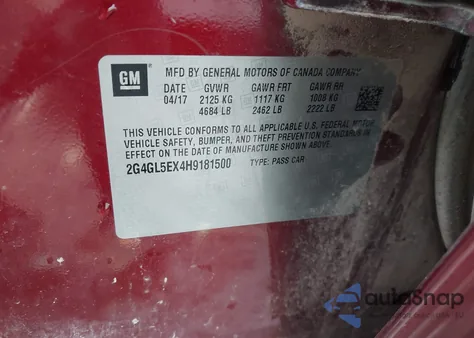 GM
MFD BY GENERAL MOTORS OF CANADA COMPANY
DATE GVWR GAWR FRT GAWR RR
04/17 2125 KG 1117 KG 1008 KG
4684 LB 2462 LB 2222 LB
THIS VEHICLE CONFORMS TO ALL APPLICABLE U.S. FEDERAL MOTOR
VEHICLE SAFETY, BUMPER, AND THEFT PREVENTION STANDARDS IN
EFFECT ON THE DATE OF MANUFACTURE SHOWN ABOVE.
2G4GL5EX4H9181500 TYPE: PASS CAR
autoSnap